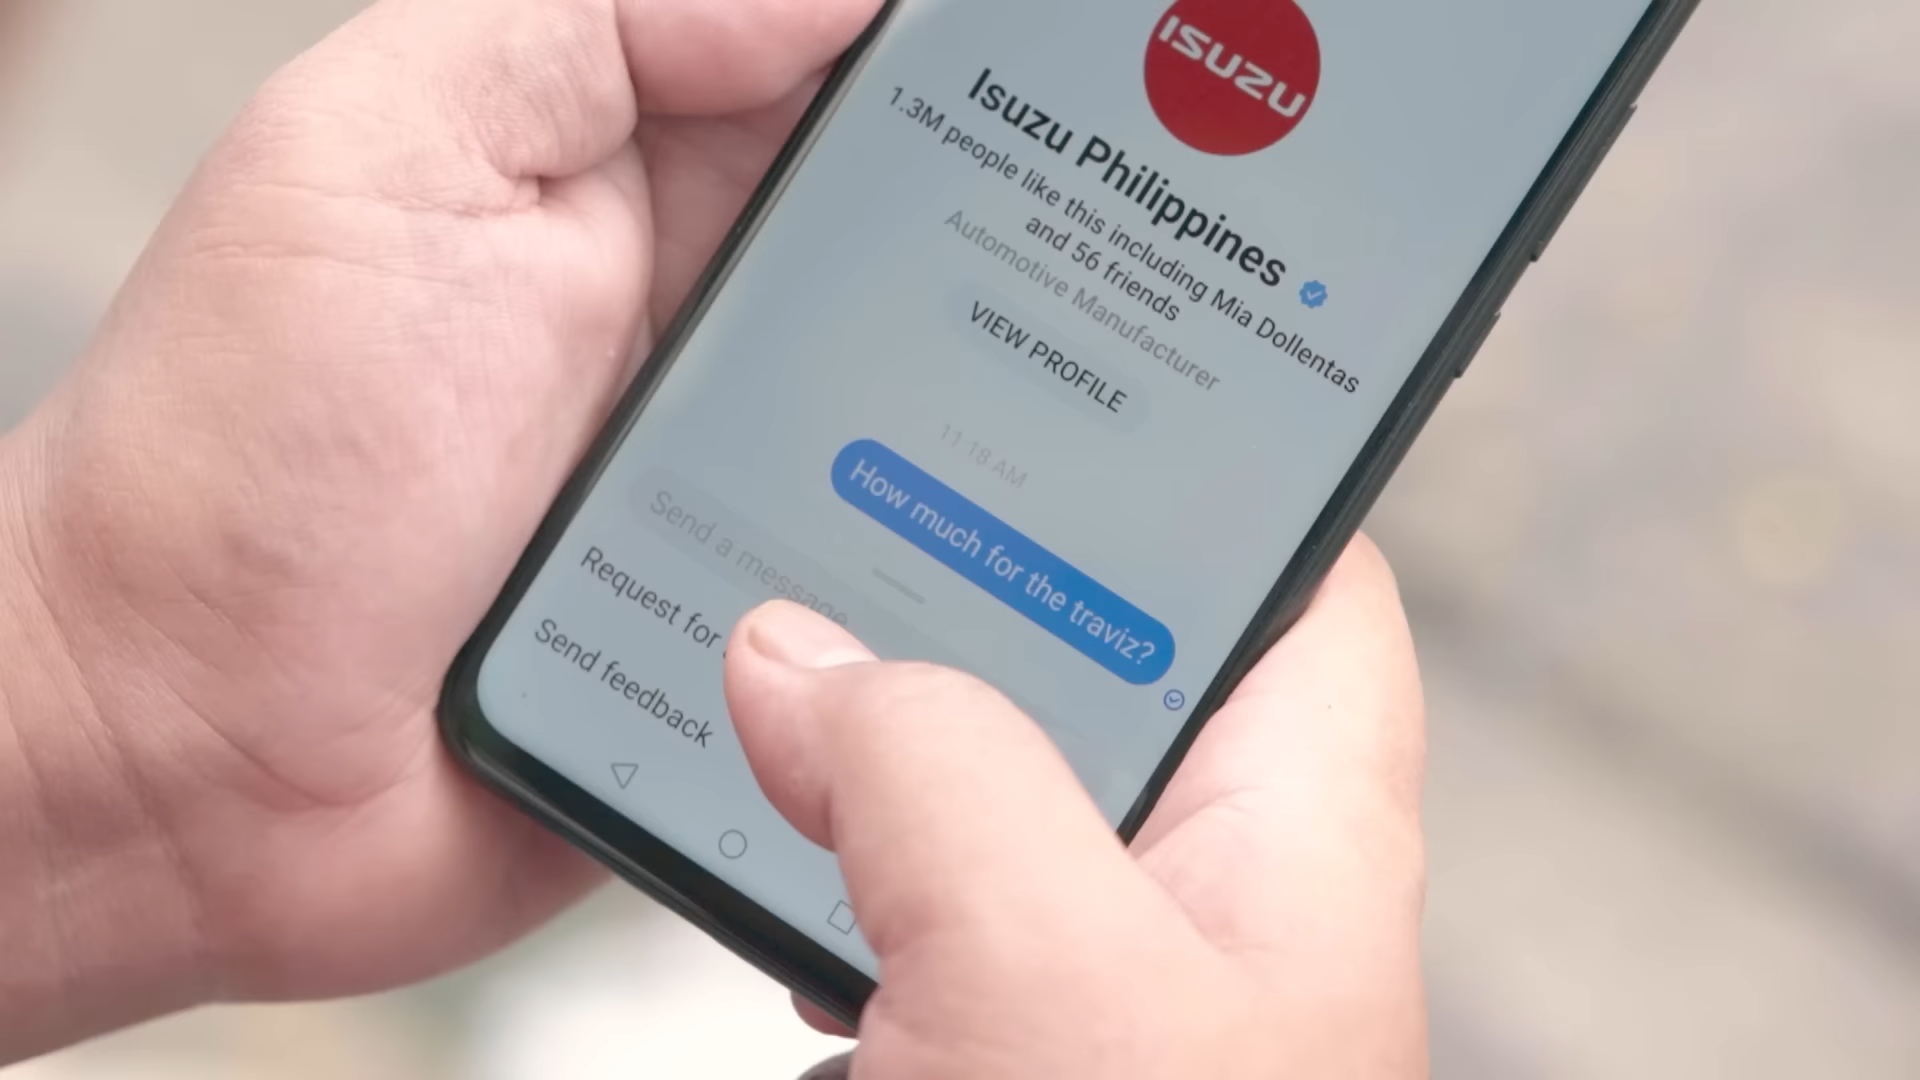 ISUZU
Isuzu Philippines
1.3M people like this including Mia Dollentas
and 56 friends
Automotive Manufacturer
VIEW PROFILE
11:18 AM
How much for the traviz?
Send a message
Request for
Send feedback